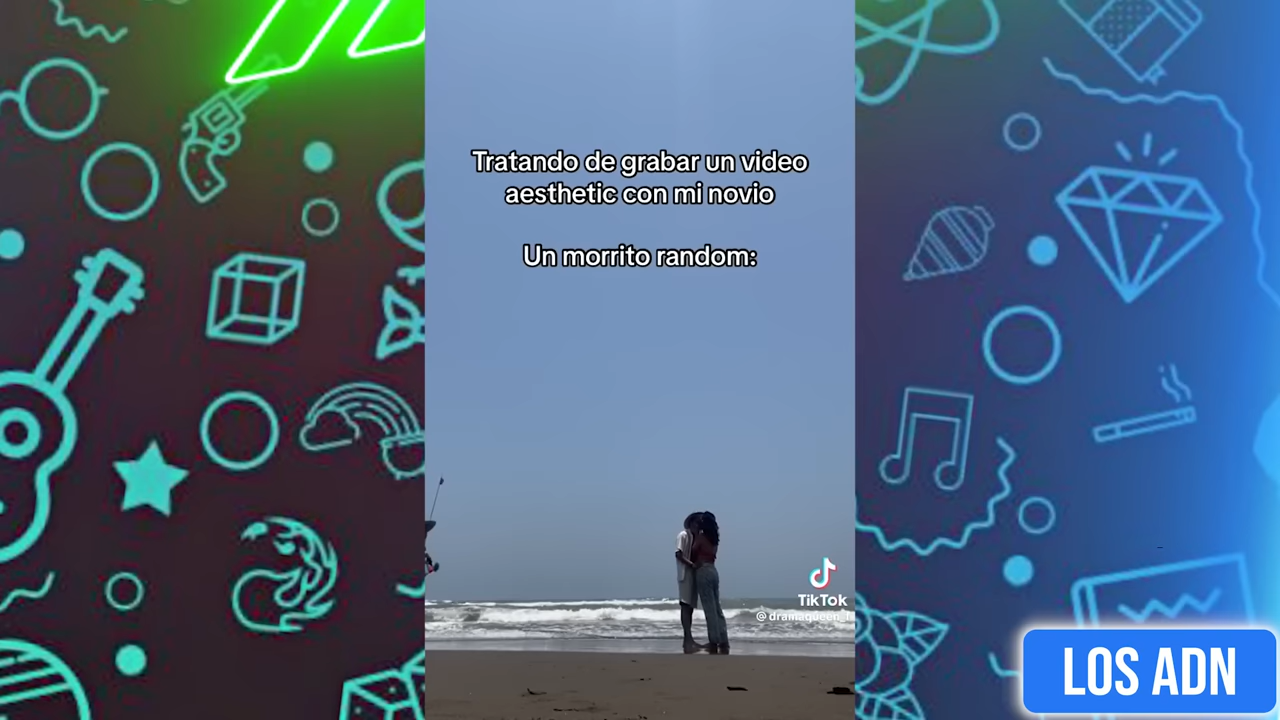 Tratando de grabar un video
aesthetic con mi novio
Un morrito random:
TikTok
LOS ADN